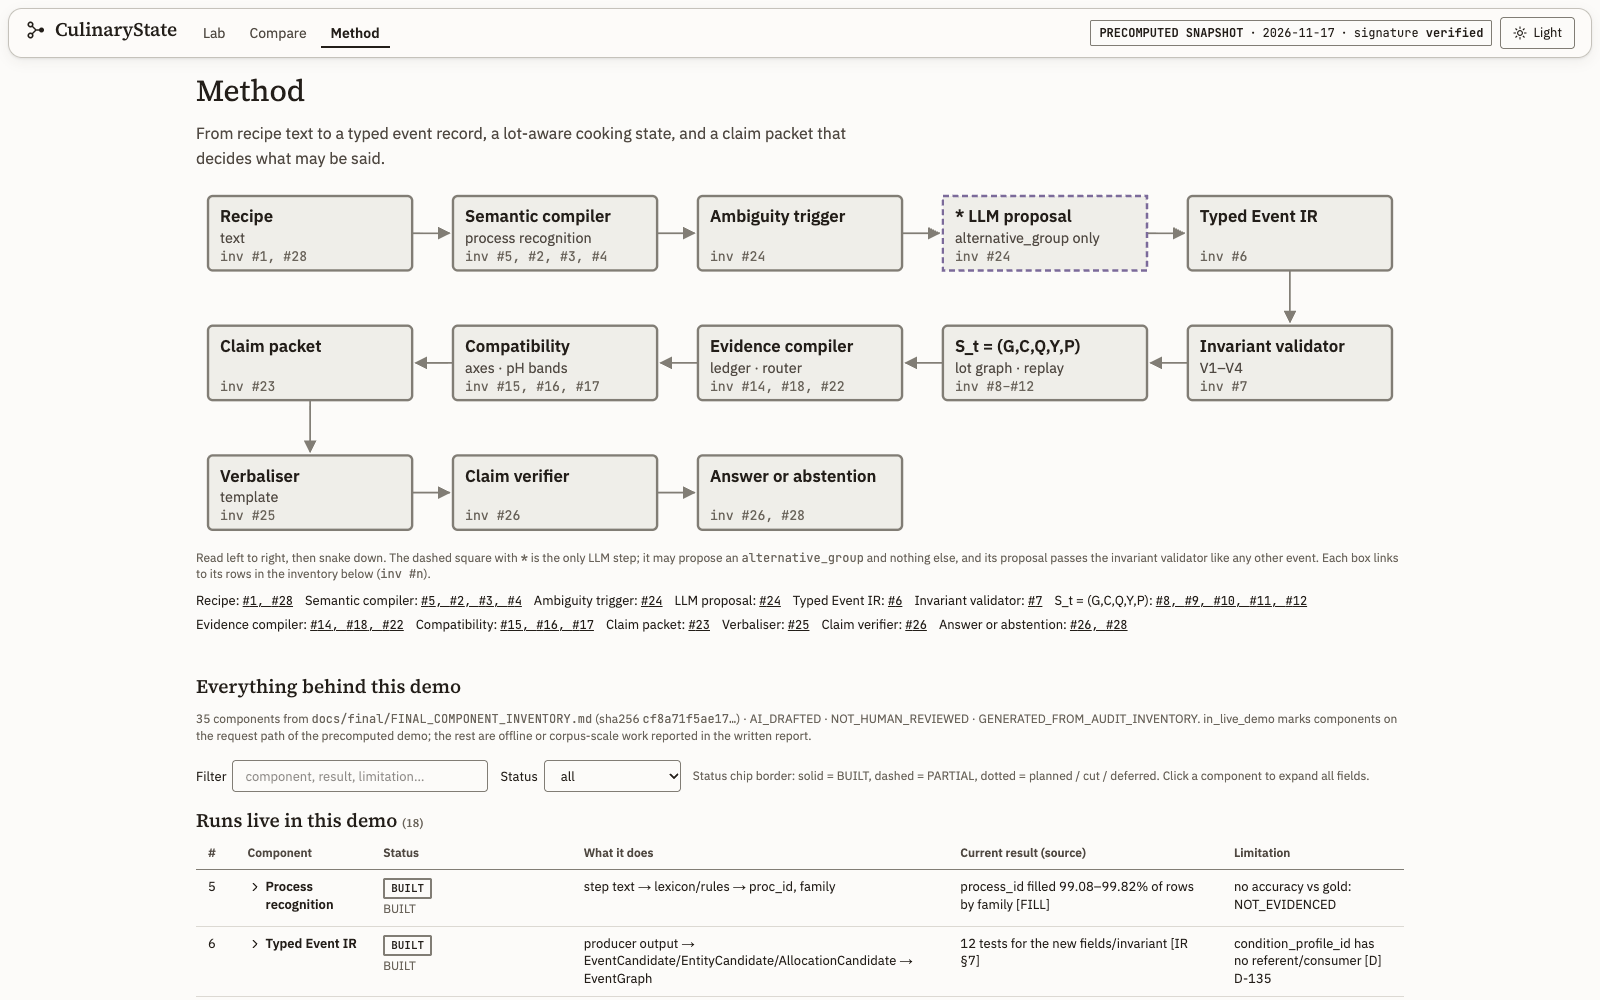 CulinaryState Lab Compare Method PRECOMPUTED SNAPSHOT · 2026-11-17 · signature verified Light
Method
From recipe text to a typed event record, a lot-aware cooking state, and a claim packet that
decides what may be said.
Recipe
text
inv #1, #28
Semantic compiler
process recognition
inv #5, #2, #3, #4
Ambiguity trigger
inv #24
* LLM proposal
alternative_group only
inv #24
Typed Event IR
inv #6
Claim packet
inv #23
Compatibility
axes · pH bands
inv #15, #16, #17
Evidence compiler
ledger · router
inv #14, #18, #22
S_t = (G,C,Q,Y,P)
lot graph · replay
inv #8–#12
Invariant validator
V1–V4
inv #7
Verbaliser
template
inv #25
Claim verifier
inv #26
Answer or abstention
inv #26, #28
Read left to right, then snake down. The dashed square with * is the only LLM step; it may propose an alternative_group and nothing else, and its proposal passes the invariant validator like any other event. Each box links
to its rows in the inventory below (inv #n).
Recipe: #1, #28 Semantic compiler: #5, #2, #3, #4 Ambiguity trigger: #24 LLM proposal: #24 Typed Event IR: #6 Invariant validator: #7 S_t = (G,C,Q,Y,P): #8, #9, #10, #11, #12
Evidence compiler: #14, #18, #22 Compatibility: #15, #16, #17 Claim packet: #23 Verbaliser: #25 Claim verifier: #26 Answer or abstention: #26, #28
Everything behind this demo
35 components from docs/final/FINAL_COMPONENT_INVENTORY.md (sha256 cf8a71f5ae17…) · AI_DRAFTED · NOT_HUMAN_REVIEWED · GENERATED_FROM_AUDIT_INVENTORY. in_live_demo marks components on
the request path of the precomputed demo; the rest are offline or corpus-scale work reported in the written report.
Filter component, result, limitation... Status all Status chip border: solid = BUILT, dashed = PARTIAL, dotted = planned / cut / deferred. Click a component to expand all fields.
Runs live in this demo (18)
# Component Status What it does Current result (source) Limitation
5 Process recognition
BUILT
BUILT
step text → lexicon/rules → proc_id, family
process_id filled 99.08–99.82% of rows
by family [FILL]
no accuracy vs gold:
NOT_EVIDENCED
6 Typed Event IR
BUILT
BUILT
producer output →
EventCandidate/EntityCandidate/AllocationCandidate →
EventGraph
12 tests for the new fields/invariant [IR
§7]
condition_profile_id has
no referent/consumer [D]
D-135